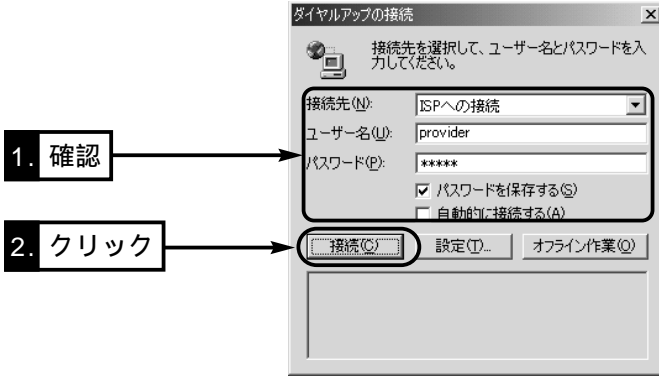 ダイヤルアップの接続
接続先を選択して、ユーザー名とパスワードを入
力してください。
接続先(N):
ISPへの接続
ユーザー名(U):
provider
パスワード(P):
*****
パスワードを保存する(S)
自動的に接続する(A)
1. 確認
2. クリック
接続(C)
設定(T)...
オフライン作業(O)